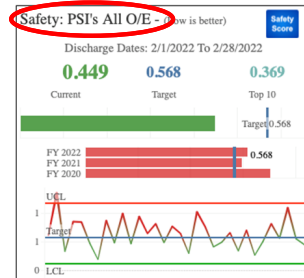 Safety: PSI's All O/E - (Low is better)
Safety
Score
Discharge Dates: 2/1/2022 To 2/28/2022
0.449 0.568 0.369
Current Target Top 10
Target 0.568
FY 2022 0.568
FY 2021
FY 2020
UCL
1
Target
1
0 LCL